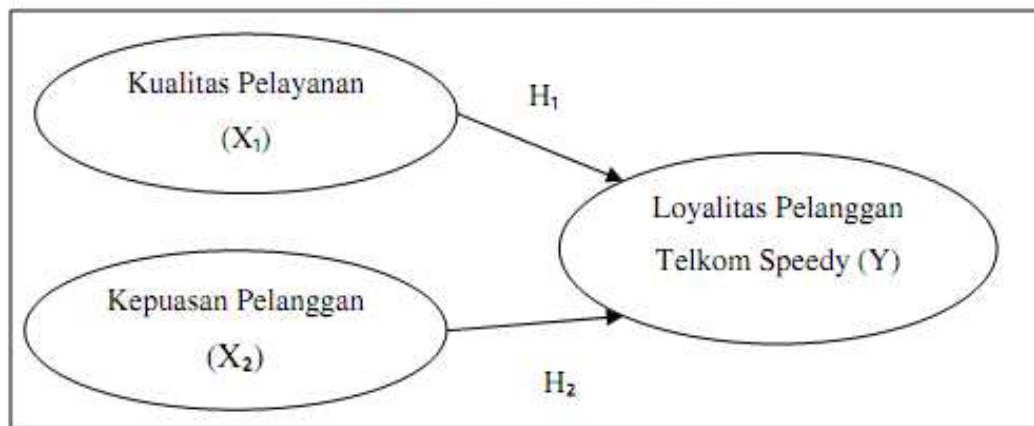 Kualitas Pelayanan
(X₁)
H₁
Loyalitas Pelanggan
Telkom Speedy (Y)
Kepuasan Pelanggan
(X₂)
H₂